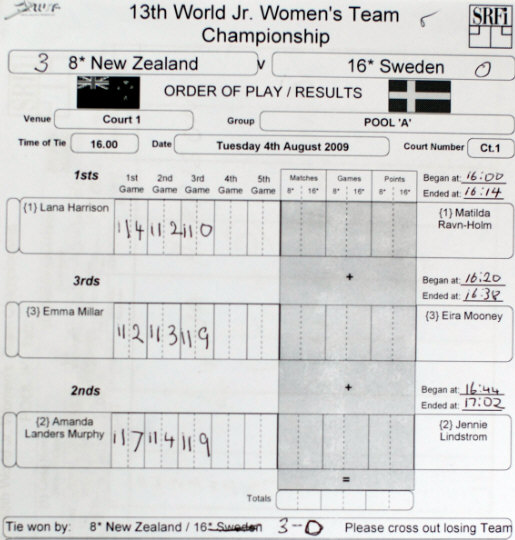 13th World Jr. Women's Team
Championship
SRFi
3 8* New Zealand v 16* Sweden 0
ORDER OF PLAY / RESULTS
Venue Court 1 Group POOL 'A'
Time of Tie 16.00 Date Tuesday 4th August 2009 Court Number Ct.1
1sts 1st Game 2nd Game 3rd Game 4th Game 5th Game Matches 8* 16* Games 8* 16* Points 8* 16* Began at: 16:00
Ended at: 16:14
{1} Lana Harrison 11 4 11 2 11 0 {1} Matilda
Ravn-Holm
+
3rds Began at: 16:20
Ended at: 16:38
{3} Emma Millar 11 2 11 3 11 9 {3} Eira Mooney
+
2nds Began at: 16:44
Ended at: 17:02
{2} Amanda
Landers Murphy 11 7 11 4 11 9 {2} Jennie
Lindstrom
=
Totals
Tie won by: 8* New Zealand / 16* Sweden 3-0 Please cross out losing Team